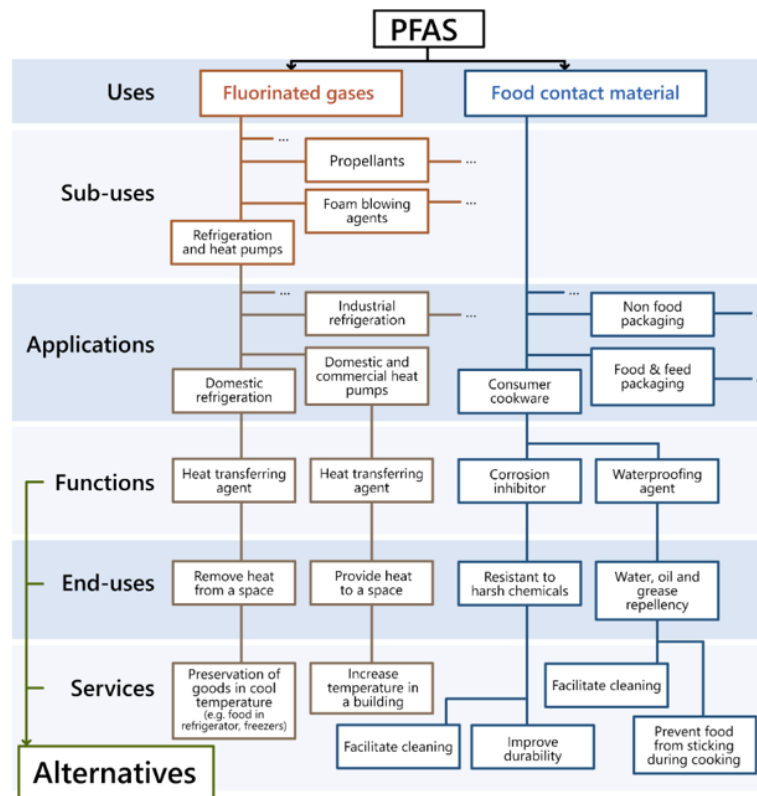 PFAS
Uses
Fluorinated gases
Food contact material
Sub-uses
...
Propellants
...
Foam blowing
agents
...
Refrigeration
and heat pumps
Applications
...
Industrial
refrigeration
...
Domestic and
commercial heat
pumps
Domestic
refrigeration
...
Non food
packaging
..
Food & feed
packaging
..
Consumer
cookware
Functions
Heat transferring
agent
Heat transferring
agent
Corrosion
inhibitor
Waterproofing
agent
End-uses
Remove heat
from a space
Provide heat
to a space
Resistant to
harsh chemicals
Water, oil and
grease
repellency
Services
Preservation of
goods in cool
temperature
(e.g. food in
refrigerator, freezers)
Increase
temperature in
a building
Facilitate cleaning
Improve
durability
Facilitate cleaning
Prevent food
from sticking
during cooking
Alternatives